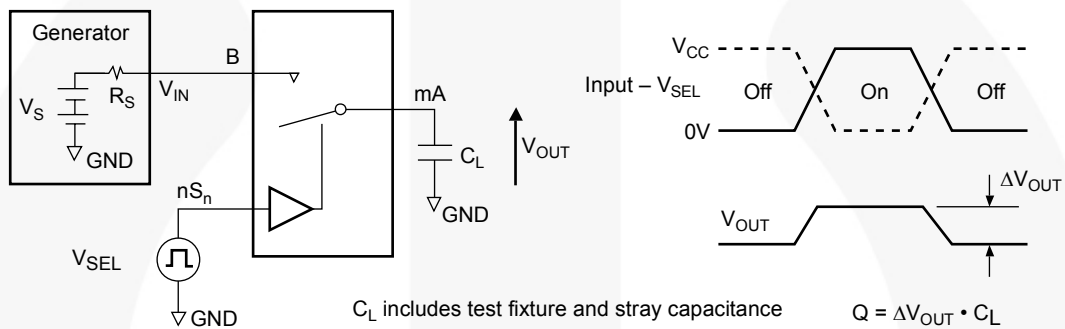 Generator
V_S
R_S
GND
V_IN
B
mA
C_L
GND
V_OUT
nS_n
V_SEL
GND
C_L includes test fixture and stray capacitance
V_CC
Input – V_SEL
0V
Off
On
Off
V_OUT
ΔV_OUT
Q = ΔV_OUT • C_L